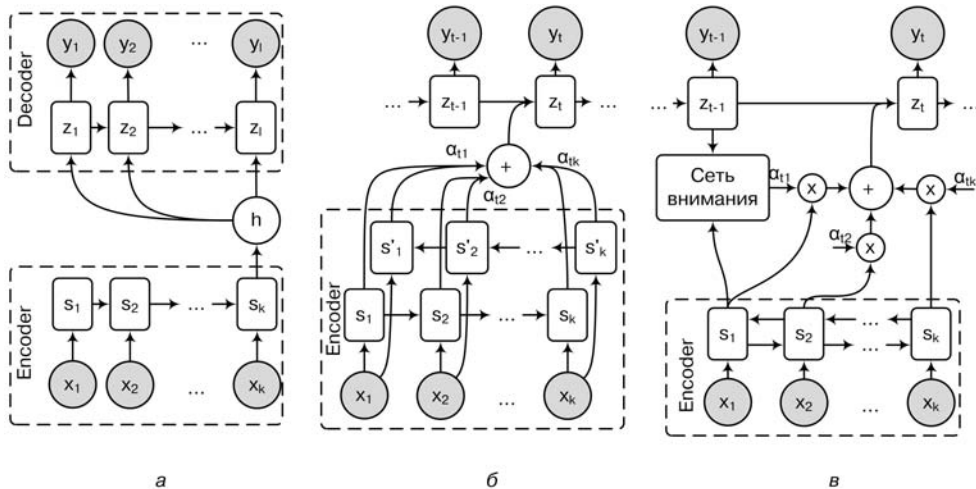 y₁ y₂ ... yₗ
Decoder
z₁ z₂ ... zₗ
h
s₁ s₂ ... sₖ
Encoder
x₁ x₂ ... xₖ
а
yₜ₋₁ yₜ
... zₜ₋₁ zₜ ...
αₜ₁ + αₜₖ
αₜ₂
s'₁ s'₂ ... s'ₖ
Encoder
s₁ s₂ ... sₖ
x₁ x₂ ... xₖ
б
yₜ₋₁ yₜ
... zₜ₋₁ zₜ ...
Сеть
внимания
αₜ₁ x + x αₜₖ
αₜ₂ x
...
s₁ s₂ ... sₖ
Encoder
x₁ x₂ ... xₖ
в